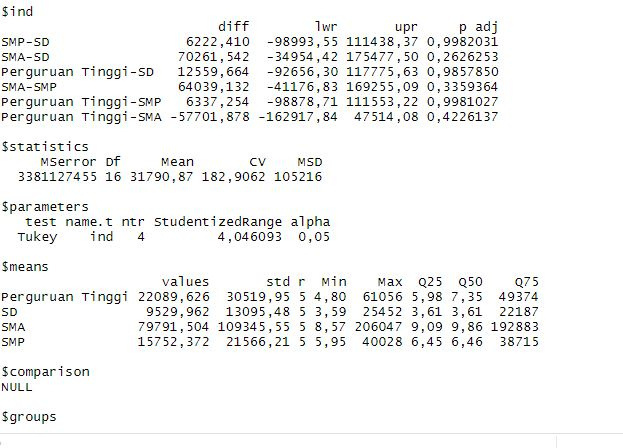 $ind
diff lwr upr p adj
SMP-SD 6222,410 -98993,55 111438,37 0,9982031
SMA-SD 70261,542 -34954,42 175477,50 0,2626253
Perguruan Tinggi-SD 12559,664 -92656,30 117775,63 0,9857850
SMA-SMP 64039,132 -41176,83 169255,09 0,3359364
Perguruan Tinggi-SMP 6337,254 -98878,71 111553,22 0,9981027
Perguruan Tinggi-SMA -57701,878 -162917,84 47514,08 0,4226137
$statistics
MSerror Df Mean CV MSD
3381127455 16 31790,87 182,9062 105216
$parameters
test name.t ntr StudentizedRange alpha
Tukey ind 4 4,046093 0,05
$means
values std r Min Max Q25 Q50 Q75
Perguruan Tinggi 22089,626 30519,95 5 4,80 61056 5,98 7,35 49374
SD 9529,962 13095,48 5 3,59 25452 3,61 3,61 22187
SMA 79791,504 109345,55 5 8,57 206047 9,09 9,86 192883
SMP 15752,372 21566,21 5 5,95 40028 6,45 6,46 38715
$comparison
NULL
$groups